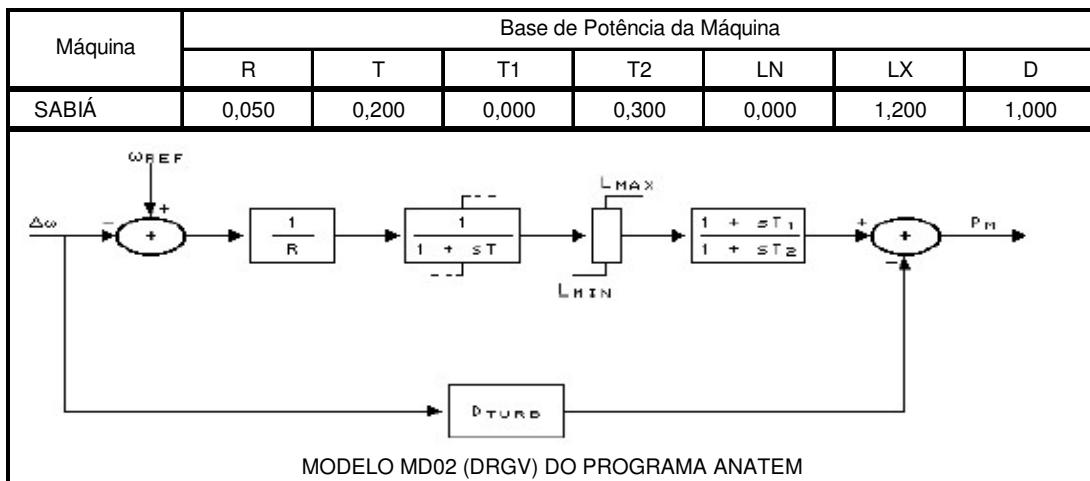 Máquina
Base de Potência da Máquina
R T T1 T2 LN LX D
SABIÁ 0,050 0,200 0,000 0,300 0,000 1,200 1,000
ωREF
+
Δω
-
+
1
R
1
1 + sT
LMAX
LMIN
1 + sT1
1 + sT2
+
+
-
PM
DTURB
MODELO MD02 (DRGV) DO PROGRAMA ANATEM